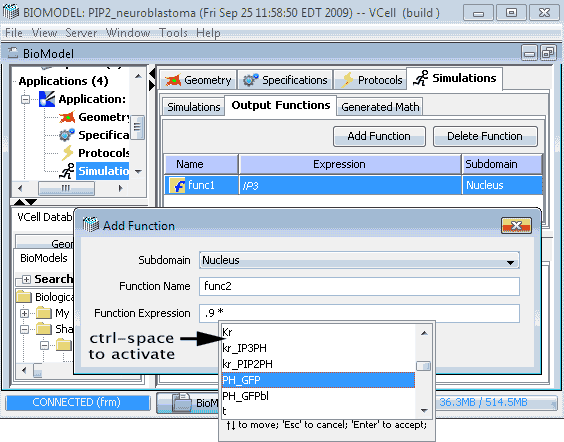 BIOMODEL: PIP2_neuroblastoma (Fri Sep 25 11:58:50 EDT 2009) -- VCell (build )
File View Server Window Tools Help
BioModel
Applications (4)
Application:
Geometry
Specifica
Protocols
Simulatio
Geometry Specifications Protocols Simulations
Simulations Output Functions Generated Math
Add Function Delete Function
Name Expression Subdomain
func1 IP3 Nucleus
VCell Datab
Geo
BioModels
Search
Biological
My
Sha
Add Function
Subdomain Nucleus
Function Name func2
Function Expression .9 *
ctrl-space
to activate
Kr
kr_IP3PH
kr_PIP2PH
PH_GFP
PH_GFPbl
t
↑↓ to move; 'Esc' to cancel; 'Enter' to accept;
CONNECTED (frm) BioM 36.3MB / 514.5MB